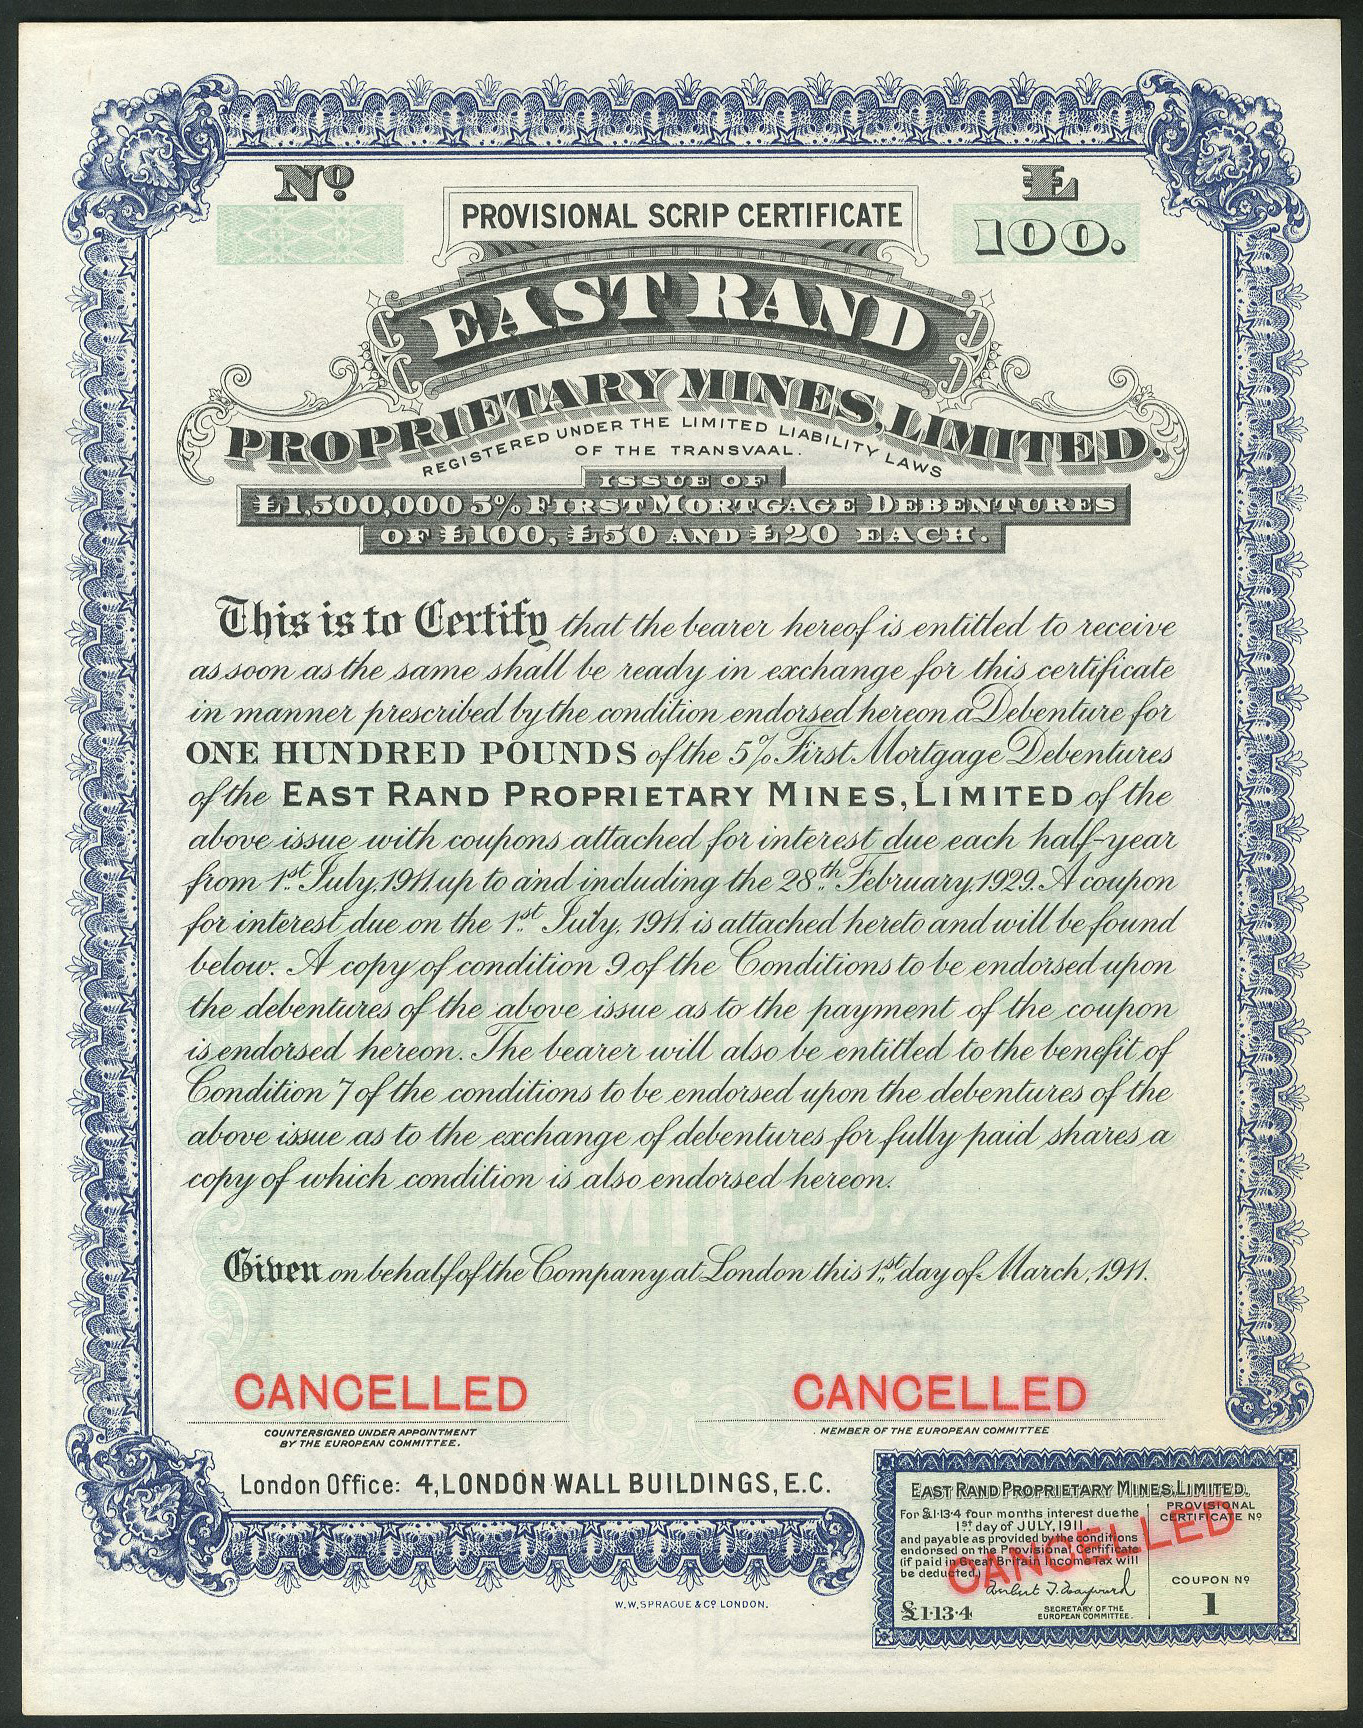 Nº
£
100.
PROVISIONAL SCRIP CERTIFICATE
EAST RAND
PROPRIETARY MINES, LIMITED.
REGISTERED UNDER THE LIMITED LIABILITY LAWS
OF THE TRANSVAAL.
ISSUE OF
£1,500,000 5% FIRST MORTGAGE DEBENTURES
OF £100, £50 AND £20 EACH.
This is to Certify that the bearer hereof is entitled to receive
as soon as the same shall be ready in exchange for this certificate
in manner prescribed by the condition endorsed hereon a Debenture for
ONE HUNDRED POUNDS of the 5% First Mortgage Debentures
of the EAST RAND PROPRIETARY MINES, LIMITED of the
above issue with coupons attached for interest due each half-year
from 1st July, 1911 up to and including the 28th February, 1929. A coupon
for interest due on the 1st July, 1911 is attached hereto and will be found
below. A copy of condition 9 of the Conditions to be endorsed upon
the debentures of the above issue as to the payment of the coupon
is endorsed hereon. The bearer will also be entitled to the benefit of
Condition 7 of the conditions to be endorsed upon the debentures of the
above issue as to the exchange of debentures for fully paid shares, a
copy of which condition is also endorsed hereon.
Given on behalf of the Company at London this 1st day of March, 1911.
CANCELLED
CANCELLED
COUNTERSIGNED UNDER APPOINTMENT
BY THE EUROPEAN COMMITTEE.
MEMBER OF THE EUROPEAN COMMITTEE
London Office: 4, LONDON WALL BUILDINGS, E.C.
W.W. SPRAGUE & Cº LONDON.
EAST RAND PROPRIETARY MINES, LIMITED.
For £1·13·4 four months interest due the
1st day of JULY, 1911
and payable as provided by the conditions
endorsed on the Provisional Certificate
(if paid in Great Britain Income Tax will
be deducted.)
PROVISIONAL
CERTIFICATE Nº
CANCELLED
£1·13·4
SECRETARY OF THE
EUROPEAN COMMITTEE.
COUPON Nº
1